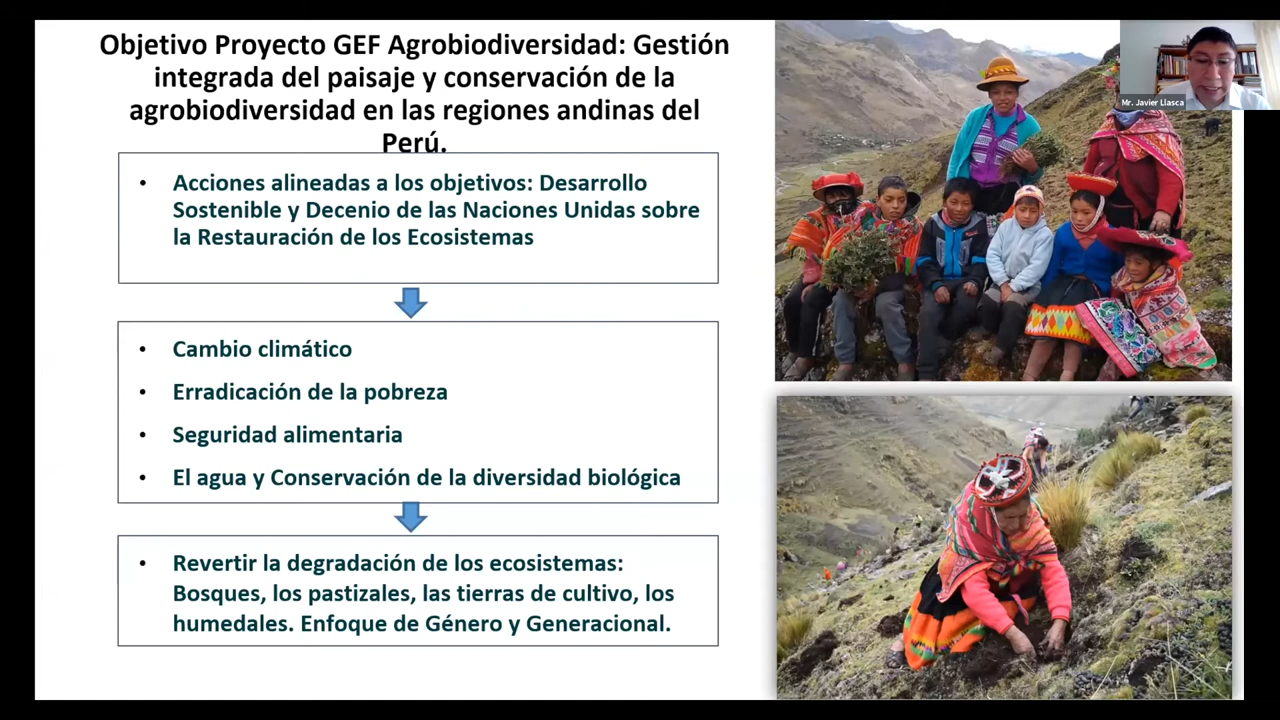 Objetivo Proyecto GEF Agrobiodiversidad: Gestión
integrada del paisaje y conservación de la
agrobiodiversidad en las regiones andinas del
Perú.
• Acciones alineadas a los objetivos: Desarrollo
Sostenible y Decenio de las Naciones Unidas sobre
la Restauración de los Ecosistemas
• Cambio climático
• Erradicación de la pobreza
• Seguridad alimentaria
• El agua y Conservación de la diversidad biológica
• Revertir la degradación de los ecosistemas:
Bosques, los pastizales, las tierras de cultivo, los
humedales. Enfoque de Género y Generacional.
Mr. Javier Llasca